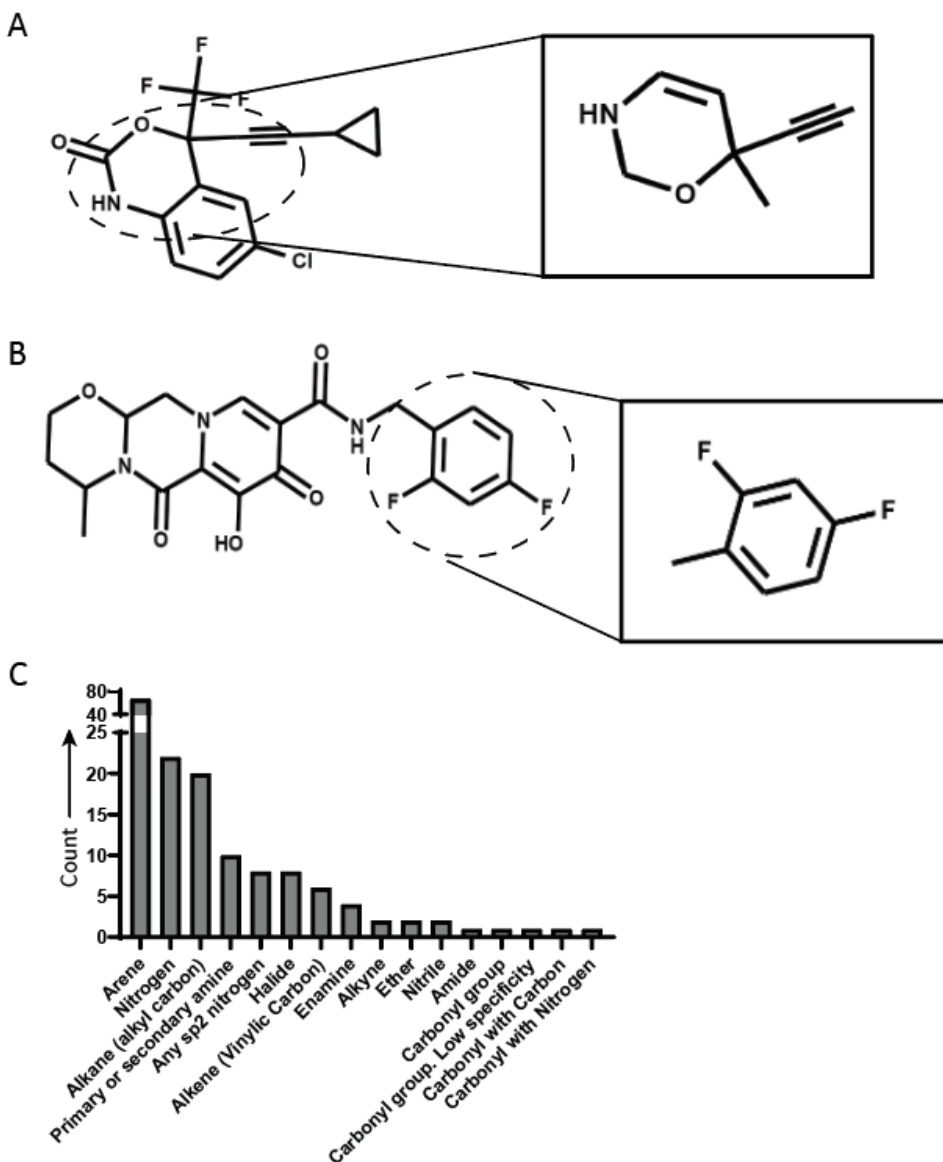 A
F
F
F
O
O
HN
Cl
HN
O
B
O
O
N
N
H
N
O
O
HO
F
F
F
F
C
80
40
25
20
15
10
5
0
Count
Arene
Nitrogen
Alkane (alkyl carbon)
Primary or secondary amine
Any sp2 nitrogen
Halide
Alkene (Vinylic Carbon)
Enamine
Alkyne
Ether
Nitrile
Amide
Carbonyl group
Carbonyl group. Low specificity
Carbonyl with Carbon
Carbonyl with Nitrogen